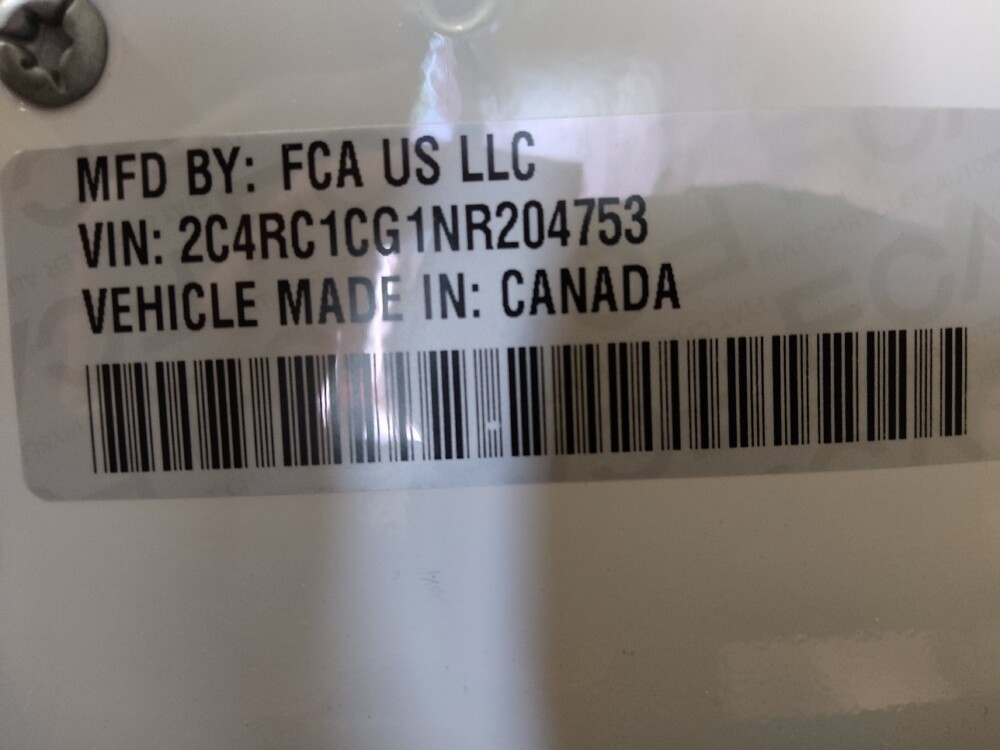 MFD BY: FCA US LLC
VIN: 2C4RC1CG1NR204753
VEHICLE MADE IN: CANADA